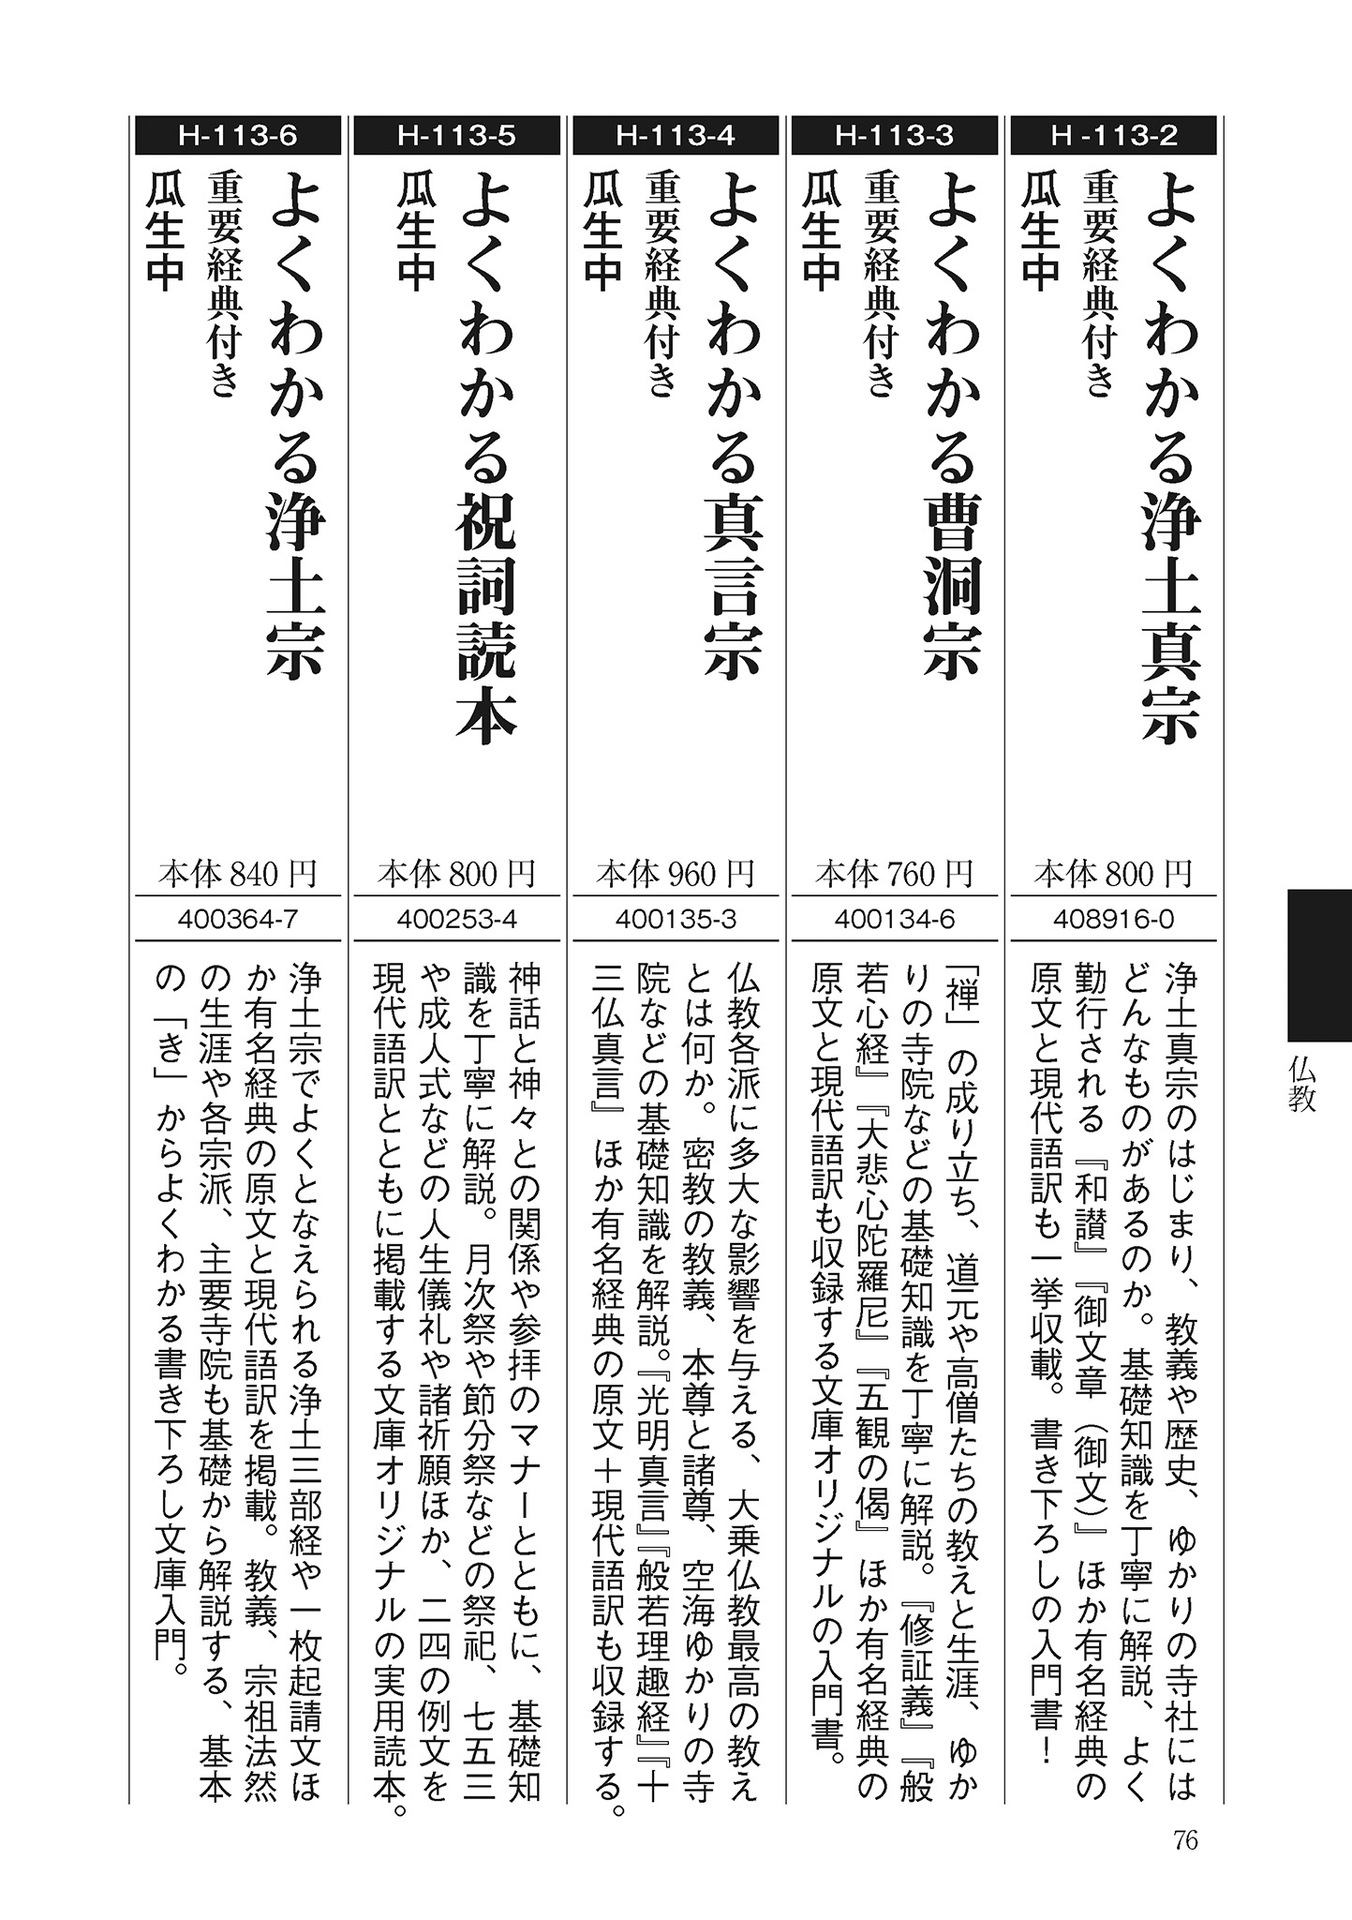 H-113-2
よくわかる浄土真宗
重要経典付き
瓜生中
本体 800 円
408916-0
浄土真宗のはじまり、教義や歴史、ゆかりの寺社には
どんなものがあるのか。基礎知識を丁寧に解説、よく
勤行される『和讃』『御文章（御文）』ほか有名経典の
原文と現代語訳も一挙収載。書き下ろしの入門書！
H-113-3
よくわかる曹洞宗
重要経典付き
瓜生中
本体 760 円
400134-6
「禅」の成り立ち、道元や高僧たちの教えと生涯、ゆか
りの寺院などの基礎知識を丁寧に解説。『修証義』『般
若心経』『大悲心陀羅尼』『五観の偈』ほか有名経典の
原文と現代語訳も収録する文庫オリジナルの入門書。
H-113-4
よくわかる真言宗
重要経典付き
瓜生中
本体 960 円
400135-3
仏教各派に多大な影響を与える、大乗仏教最高の教え
とは何か。密教の教義、本尊と諸尊、空海ゆかりの寺
院などの基礎知識を解説。『光明真言』『般若理趣経』『十
三仏真言』ほか有名経典の原文＋現代語訳も収録する。
H-113-5
よくわかる祝詞読本
瓜生中
本体 800 円
400253-4
神話と神々との関係や参拝のマナーとともに、基礎知
識を丁寧に解説。月次祭や節分祭などの祭祀、七五三
や成人式などの人生儀礼や諸祈願ほか、二四の例文を
現代語訳とともに掲載する文庫オリジナルの実用読本。
H-113-6
よくわかる浄土宗
重要経典付き
瓜生中
本体 840 円
400364-7
浄土宗でよくとなえられる浄土三部経や一枚起請文ほ
か有名経典の原文と現代語訳を掲載。教義、宗祖法然
の生涯や各宗派、主要寺院も基礎から解説する、基本
の「き」からよくわかる書き下ろし文庫入門。
仏教
76